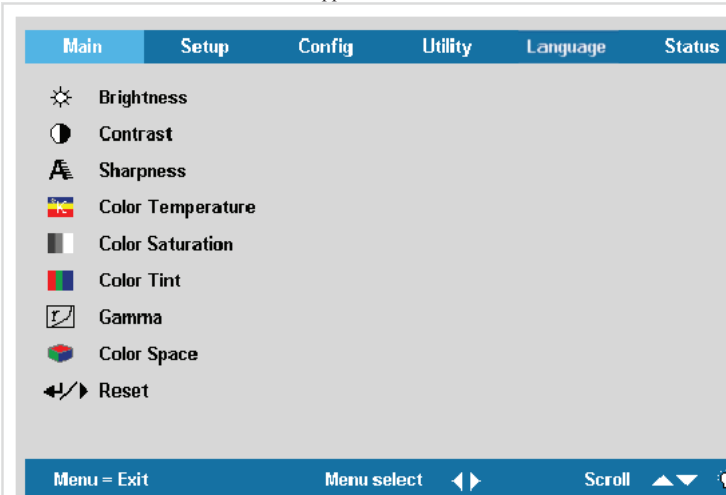 Main Setup Config Utility Language Status
Brightness
Contrast
Sharpness
Color Temperature
Color Saturation
Color Tint
Gamma
Color Space
Reset
Menu = Exit Menu select Scroll